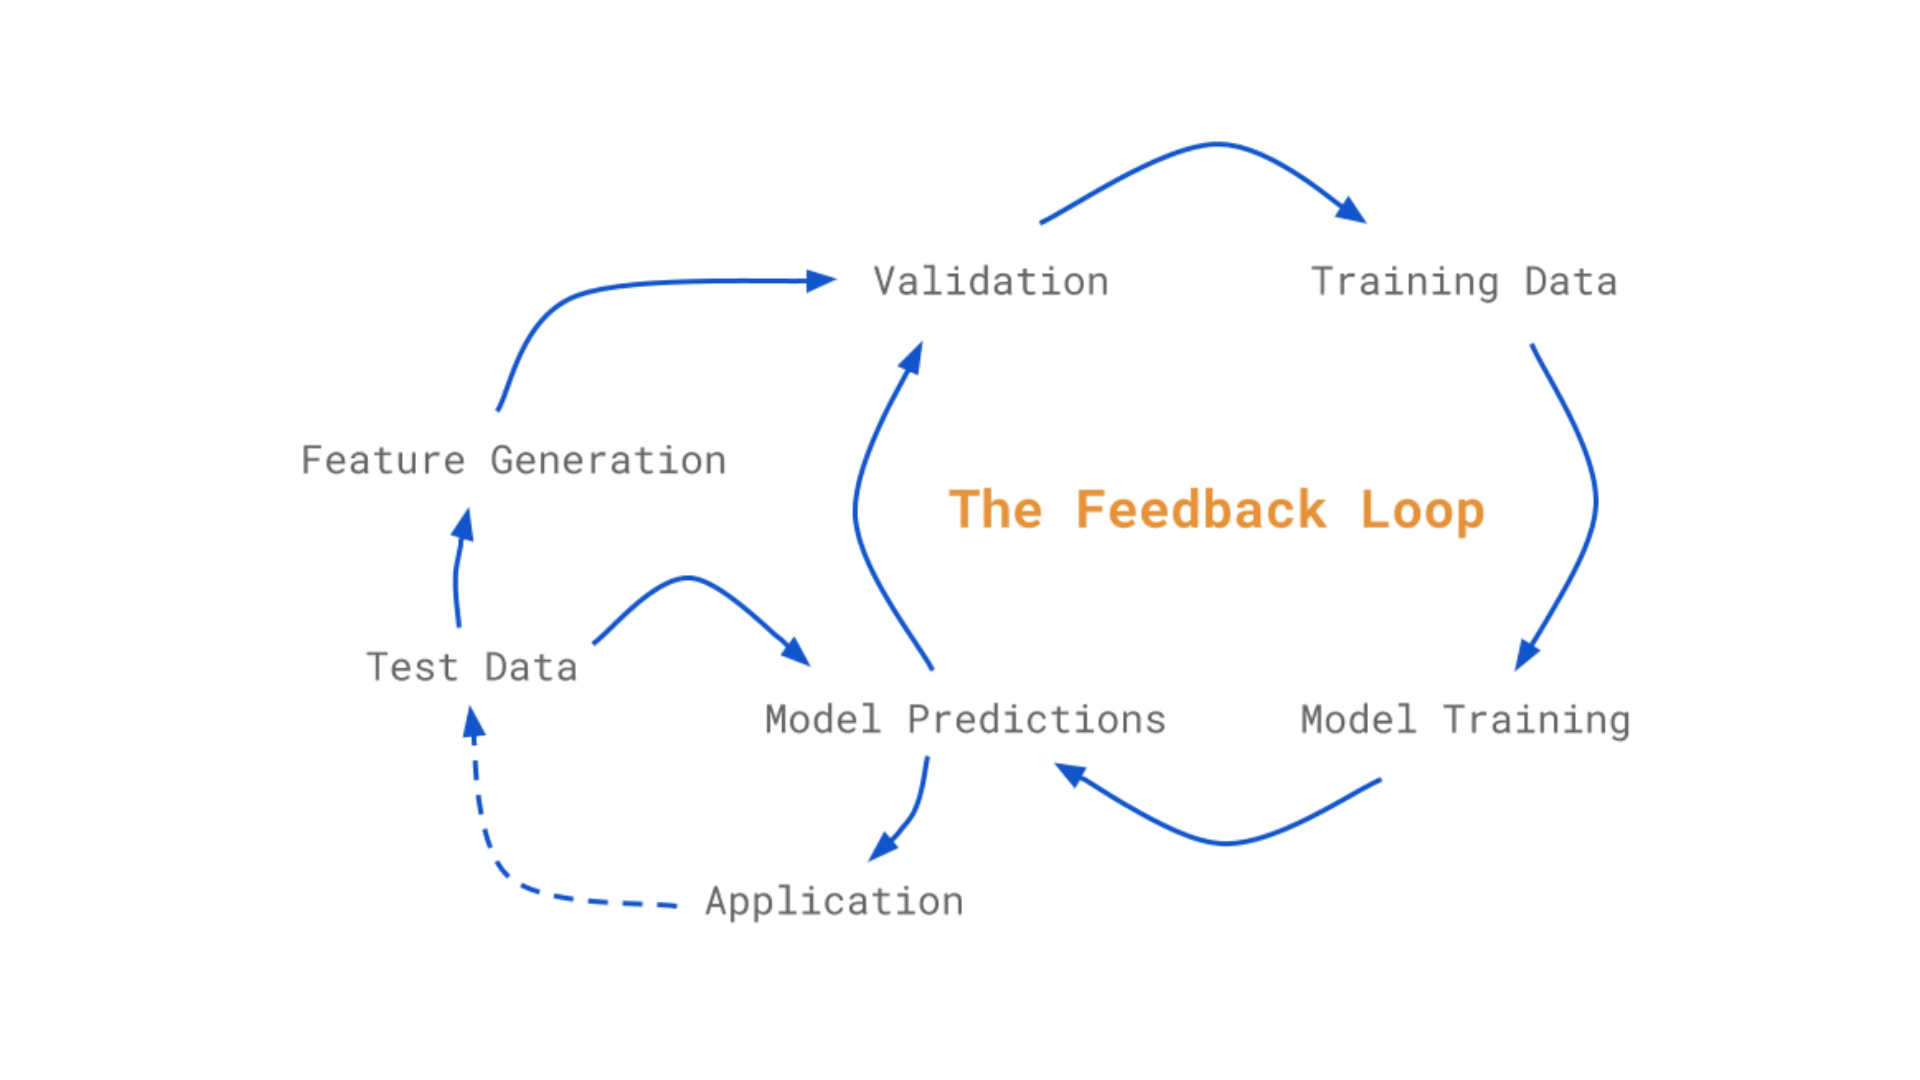 Validation
Training Data
Feature Generation
The Feedback Loop
Test Data
Model Predictions
Model Training
Application